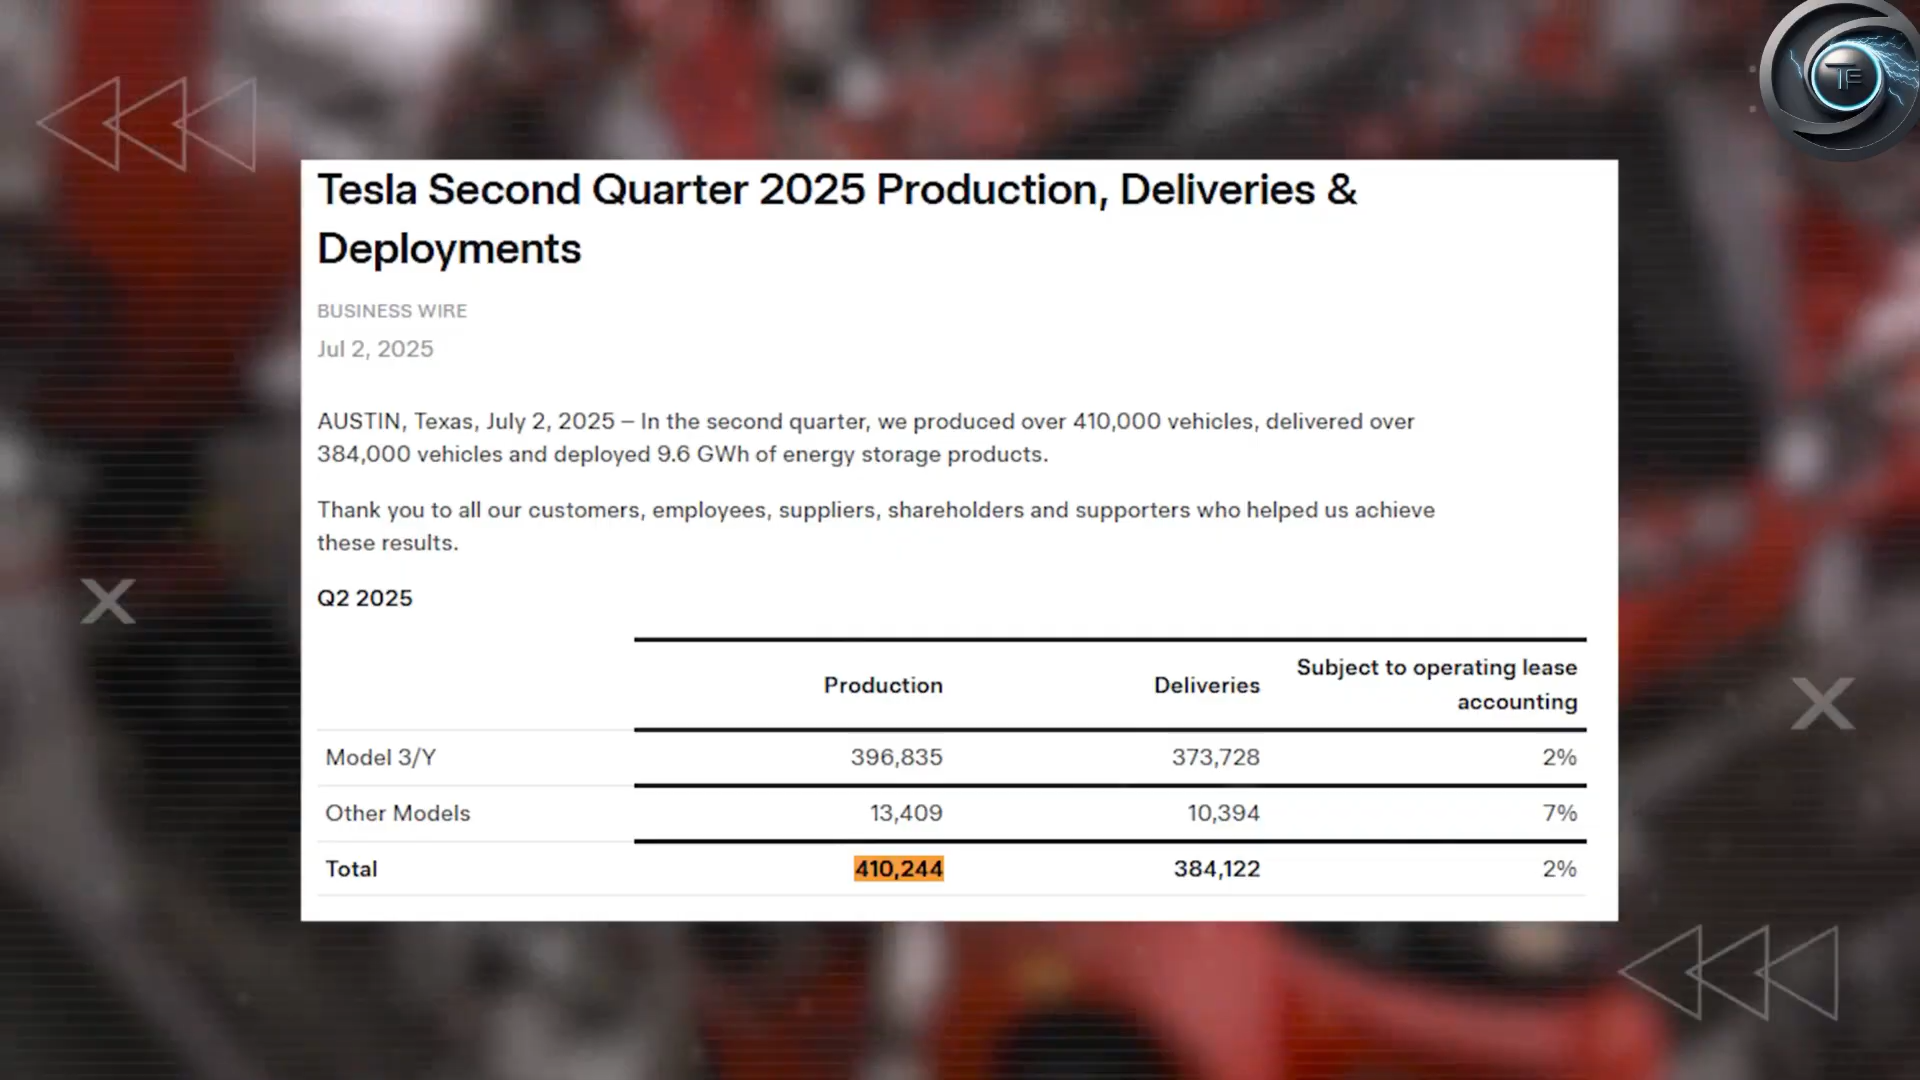 TE
Tesla Second Quarter 2025 Production, Deliveries &
Deployments
BUSINESS WIRE
Jul 2, 2025
AUSTIN, Texas, July 2, 2025 – In the second quarter, we produced over 410,000 vehicles, delivered over
384,000 vehicles and deployed 9.6 GWh of energy storage products.
Thank you to all our customers, employees, suppliers, shareholders and supporters who helped us achieve
these results.
Q2 2025
Production Deliveries Subject to operating lease
accounting
Model 3/Y 396,835 373,728 2%
Other Models 13,409 10,394 7%
Total 410,244 384,122 2%